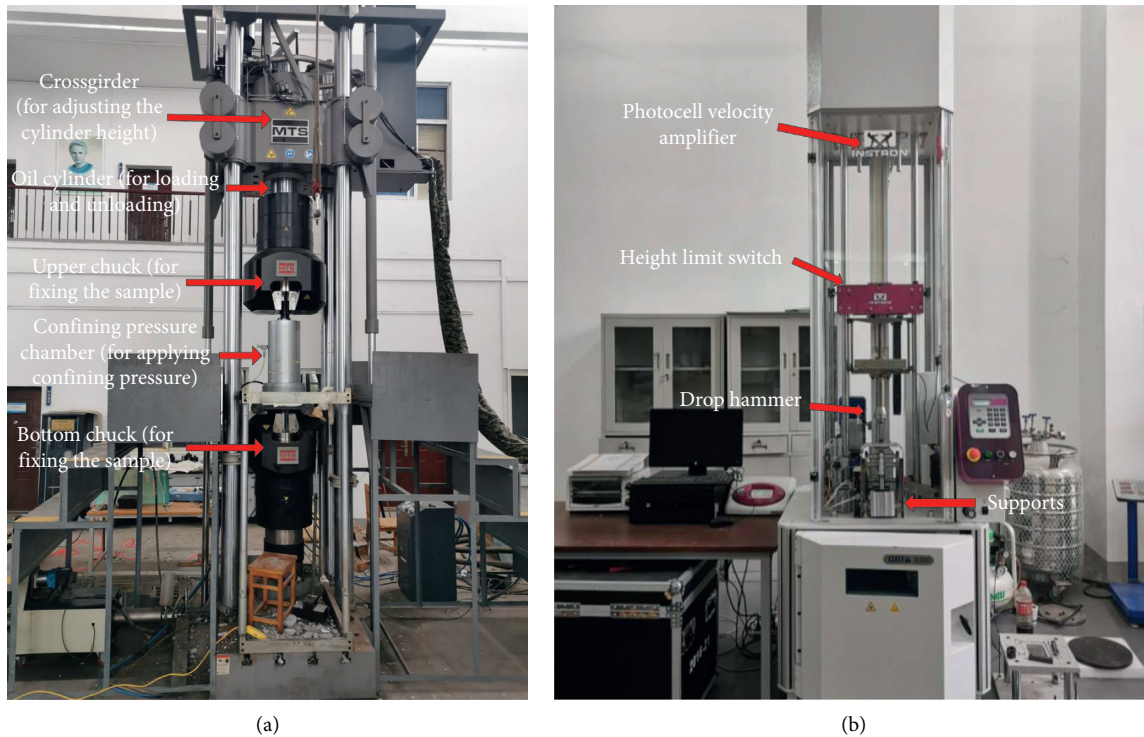 Crossgirder
(for adjusting the
cylinder height)
MTS
Oil cylinder (for loading
and unloading)
Upper chuck (for
fixing the sample)
MTS
Confining pressure
chamber (for applying
confining pressure)
Bottom chuck (for
fixing the sample)
MTS
(a)
Photocell velocity
amplifier
INSTRON
Height limit switch
INSTRON
Drop hammer
Supports
(b)